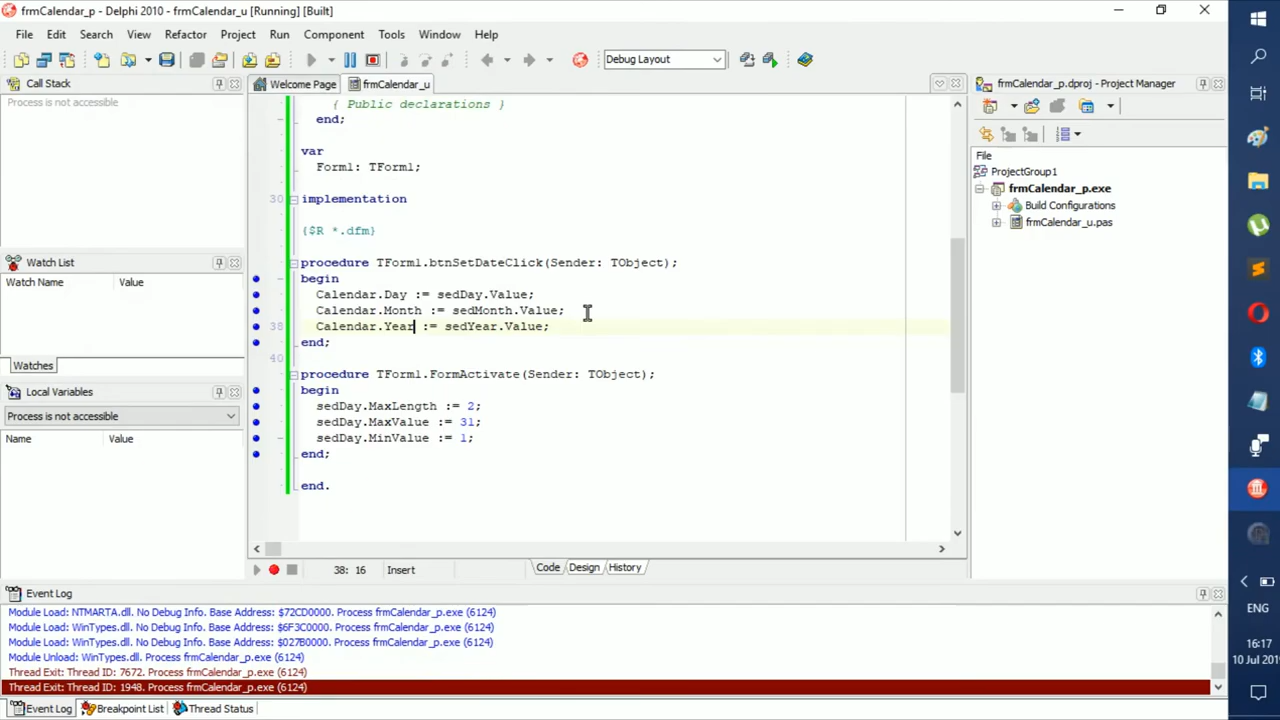 frmCalendar_p - Delphi 2010 - frmCalendar_u [Running] [Built]
File Edit Search View Refactor Project Run Component Tools Window Help
Debug Layout
Call Stack
Process is not accessible
Welcome Page
frmCalendar_u
{ Public declarations }
end;
var
Form1: TForm1;
30 implementation
{$R *.dfm}
procedure TForm1.btnSetDateClick(Sender: TObject);
begin
Calendar.Day := sedDay.Value;
Calendar.Month := sedMonth.Value;
38 Calendar.Year := sedYear.Value;
end;
40
procedure TForm1.FormActivate(Sender: TObject);
begin
sedDay.MaxLength := 2;
sedDay.MaxValue := 31;
sedDay.MinValue := 1;
end;
end.
38: 16 Insert
Code Design History
Watch List
Watch Name Value
Watches
Local Variables
Process is not accessible
Name Value
frmCalendar_p.dproj - Project Manager
File
ProjectGroup1
frmCalendar_p.exe
Build Configurations
frmCalendar_u.pas
Event Log
Module Load: NTMARTA.dll. No Debug Info. Base Address: $72CD0000. Process frmCalendar_p.exe (6124)
Module Load: WinTypes.dll. No Debug Info. Base Address: $6F3C0000. Process frmCalendar_p.exe (6124)
Module Load: WinTypes.dll. No Debug Info. Base Address: $027B0000. Process frmCalendar_p.exe (6124)
Module Unload: WinTypes.dll. Process frmCalendar_p.exe (6124)
Thread Exit: Thread ID: 7672. Process frmCalendar_p.exe (6124)
Thread Exit: Thread ID: 1948. Process frmCalendar_p.exe (6124)
Event Log Breakpoint List Thread Status
ENG
16:17
10 Jul 201